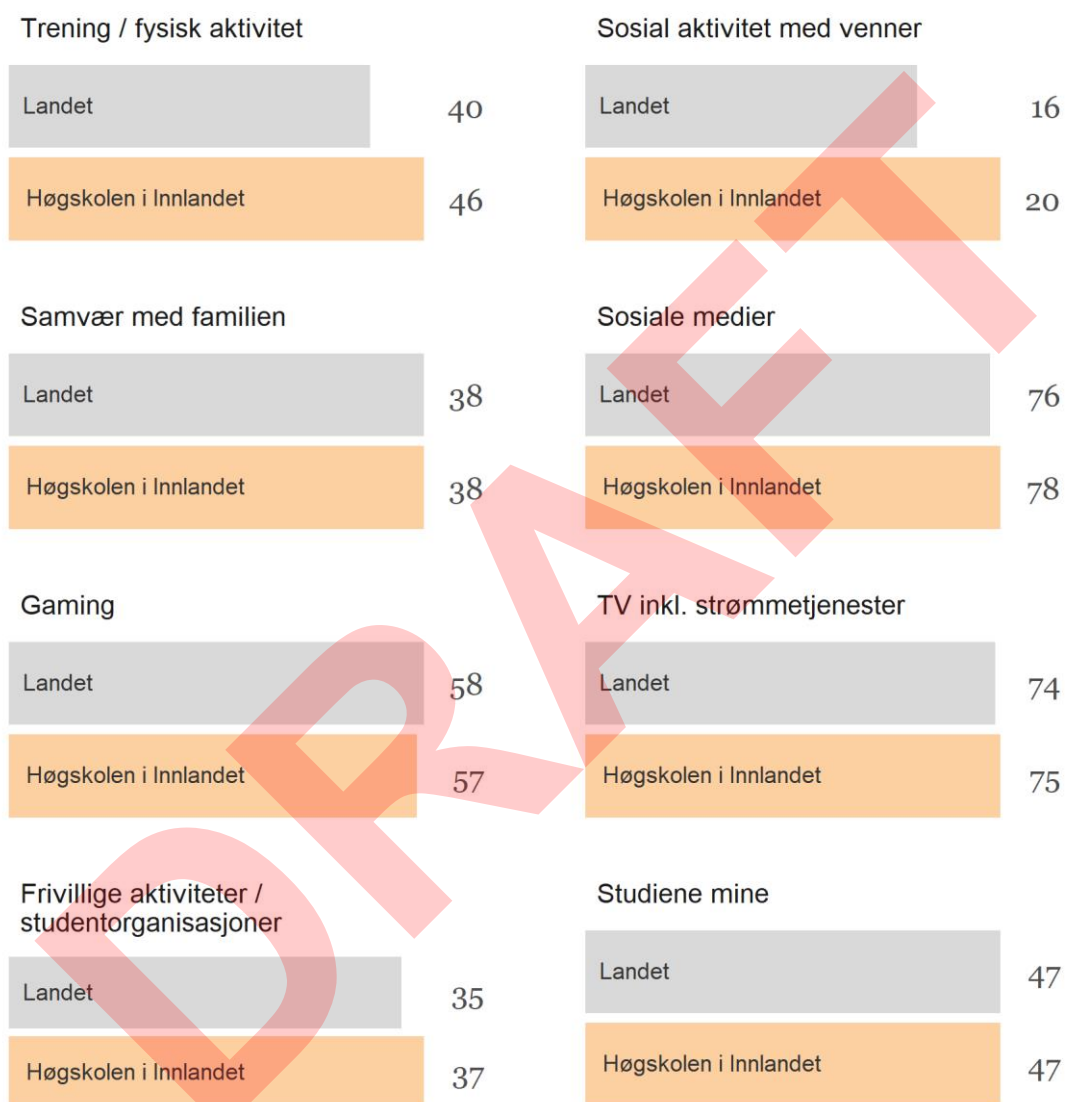 Trening / fysisk aktivitet
Landet
40
Høgskolen i Innlandet
46
Sosial aktivitet med venner
Landet
16
Høgskolen i Innlandet
20
Samvær med familien
Landet
38
Høgskolen i Innlandet
38
Sosiale medier
Landet
76
Høgskolen i Innlandet
78
Gaming
Landet
58
Høgskolen i Innlandet
57
TV inkl. strømmetjenester
Landet
74
Høgskolen i Innlandet
75
Frivillige aktiviteter /
studentorganisasjoner
Landet
35
Høgskolen i Innlandet
37
Studiene mine
Landet
47
Høgskolen i Innlandet
47
DRAFT